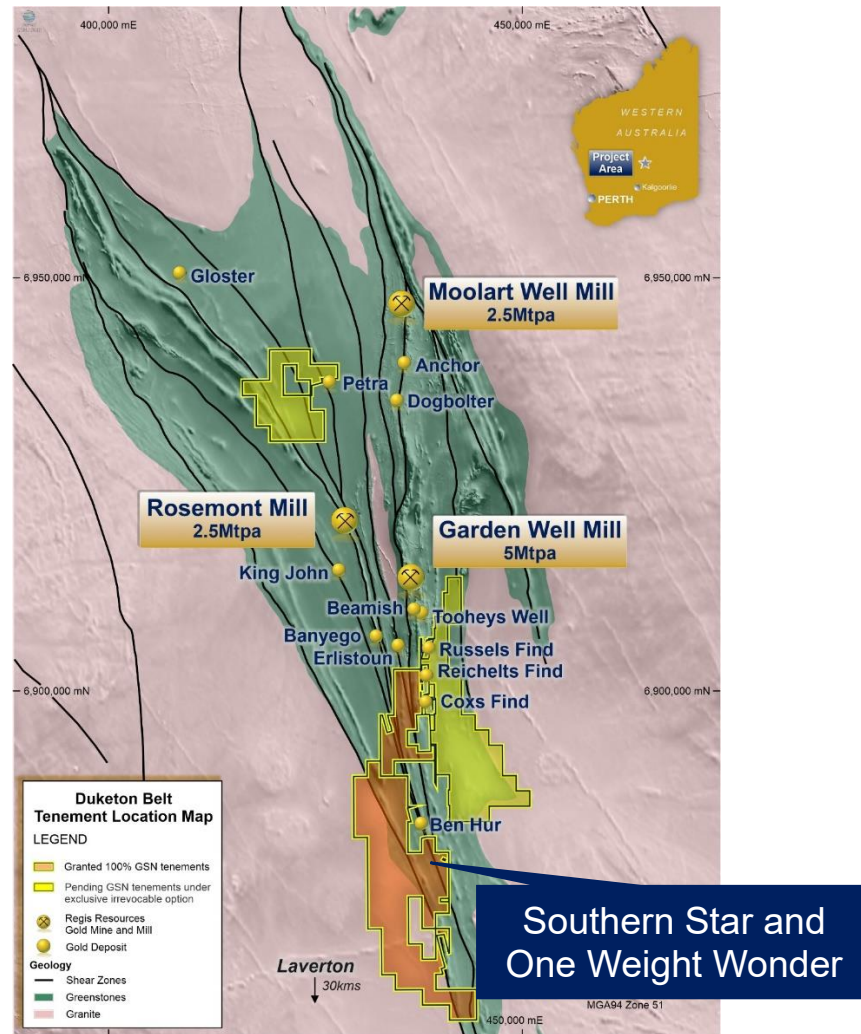 400,000 mE
450,000 mE
WESTERN
AUSTRALIA
Project
Area
Kalgoorlie
PERTH
6,950,000 mN
6,950,000 mN
Gloster
Moolart Well Mill
2.5Mtpa
Anchor
Petra
Dogbolter
Rosemont Mill
2.5Mtpa
Garden Well Mill
5Mtpa
King John
Beamish
Tooheys Well
Banyego
Erlistoun
Russels Find
Reichelts Find
6,900,000 mN
6,900,000 mN
Coxs Find
Ben Hur
Duketon Belt
Tenement Location Map
LEGEND
Granted 100% GSN tenements
Pending GSN tenements under
exclusive irrevocable option
Regis Resources
Gold Mine and Mill
Gold Deposit
Geology
Shear Zones
Greenstones
Granite
Southern Star and
One Weight Wonder
Laverton
30kms
MGA94 Zone 51
450,000 mE